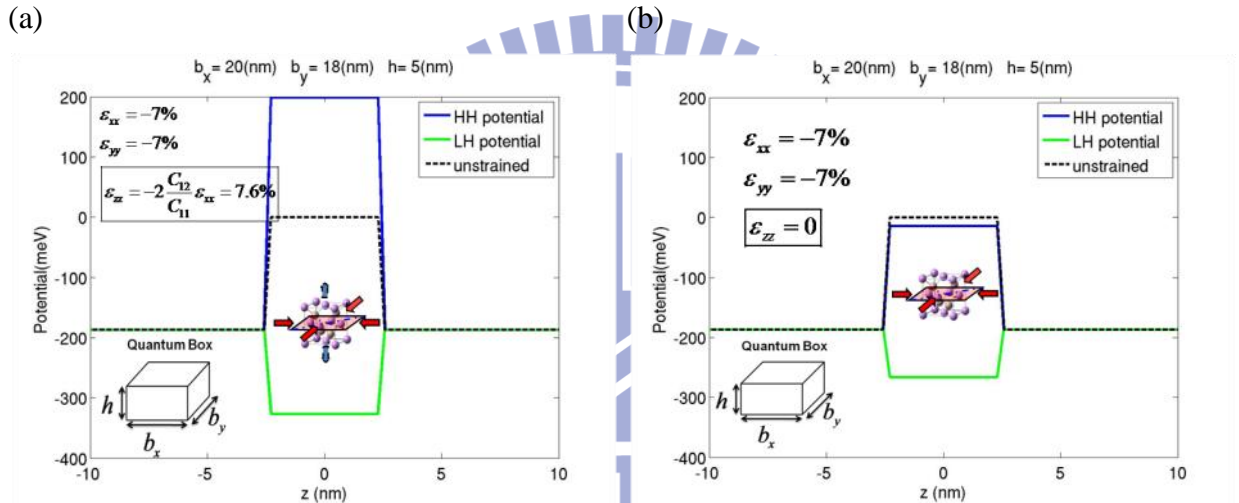 (a)
b_x = 20(nm) b_y = 18(nm) h= 5(nm)
200
100
0
-100
-200
-300
-400
Potential(meV)
-10
-5
0
5
10
z (nm)
ε_xx = -7%
ε_yy = -7%
ε_zz = -2 C_12/C_11 ε_xx = 7.6%
HH potential
LH potential
unstrained
Quantum Box
h
b_x
b_y
(b)
b_x = 20(nm) b_y = 18(nm) h= 5(nm)
200
100
0
-100
-200
-300
-400
Potential(meV)
-10
-5
0
5
10
z (nm)
ε_xx = -7%
ε_yy = -7%
ε_zz = 0
HH potential
LH potential
unstrained
Quantum Box
h
b_x
b_y